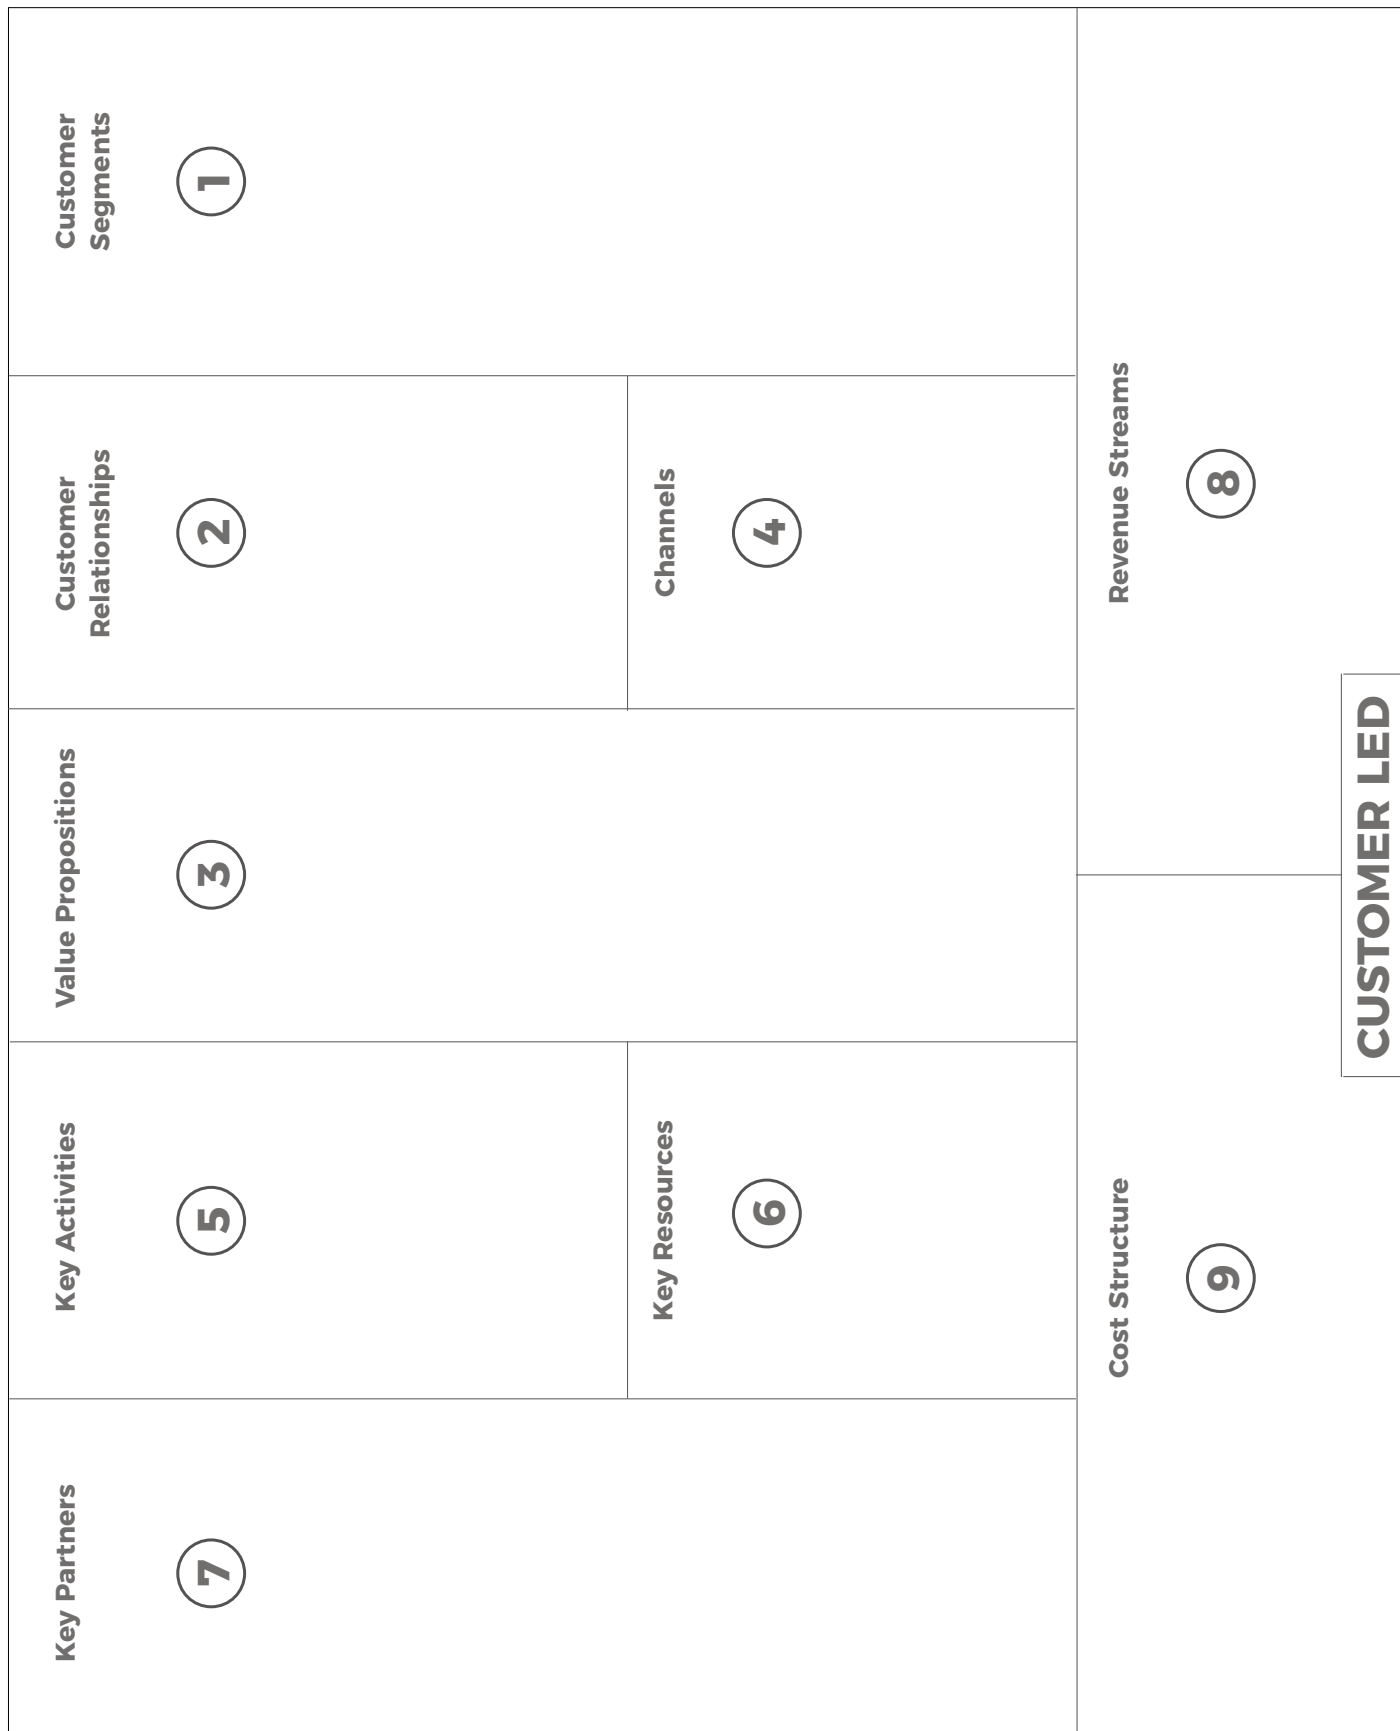 Key Partners
7
Key Activities
5
Key Resources
6
Value Propositions
3
Customer
Relationships
2
Channels
4
Customer
Segments
1
Cost Structure
9
Revenue Streams
8
CUSTOMER LED